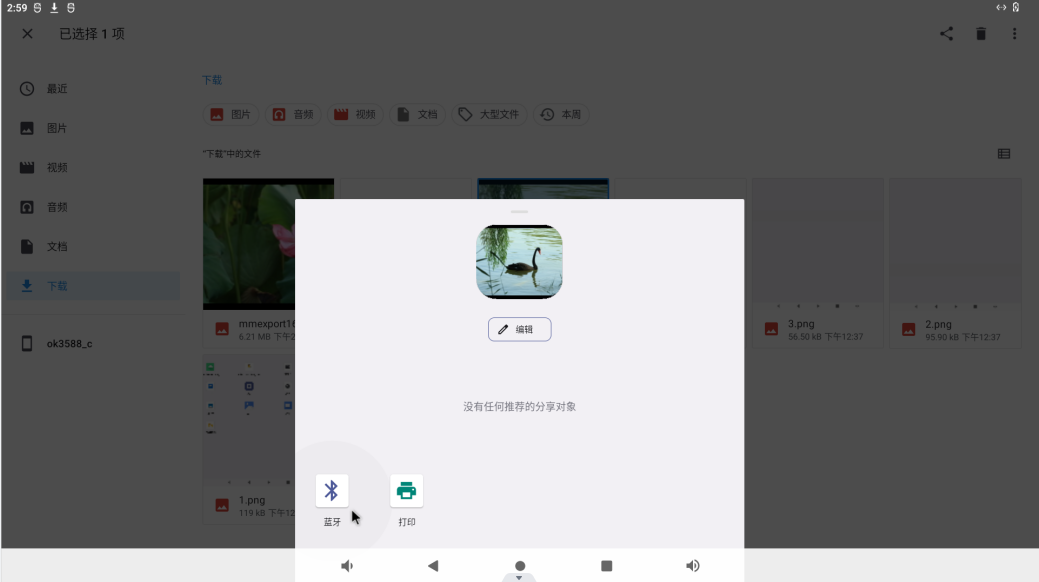 2:59
已选择 1 项
最近
图片
视频
音频
文档
下载
ok3588_c
下载
图片 音频 视频 文档 大型文件 本周
"下载"中的文件
mmexport16
6.21 MB 下午2
3.png
56.50 kB 下午12:37
2.png
95.90 kB 下午12:37
1.png
119 kB 下午12
编辑
没有任何推荐的分享对象
蓝牙 打印